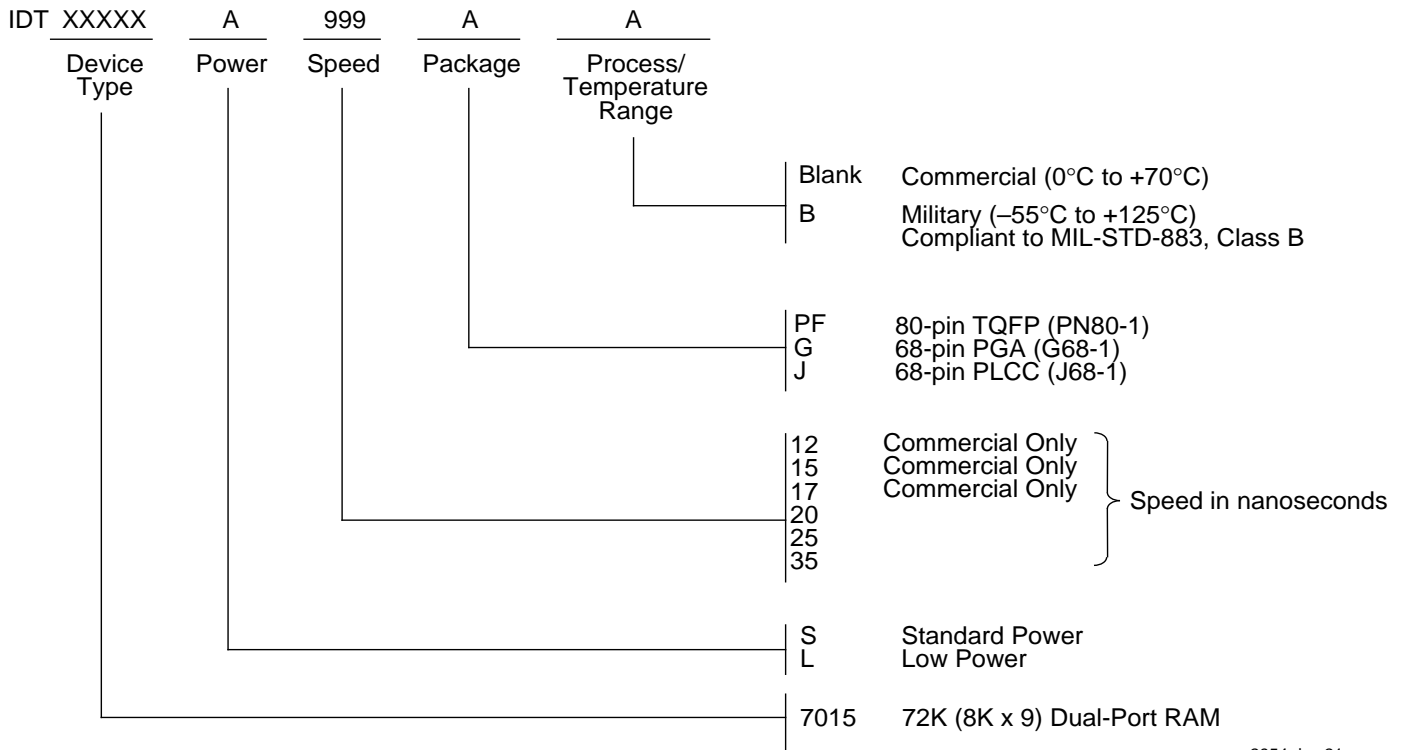 IDT XXXXX A 999 A A
Device Type
Power
Speed
Package
Process/ Temperature Range
Blank Commercial (0°C to +70°C)
B Military (–55°C to +125°C)
Compliant to MIL-STD-883, Class B
PF 80-pin TQFP (PN80-1)
G 68-pin PGA (G68-1)
J 68-pin PLCC (J68-1)
12 Commercial Only
15 Commercial Only
17 Commercial Only
20
25
35
Speed in nanoseconds
S Standard Power
L Low Power
7015 72K (8K x 9) Dual-Port RAM